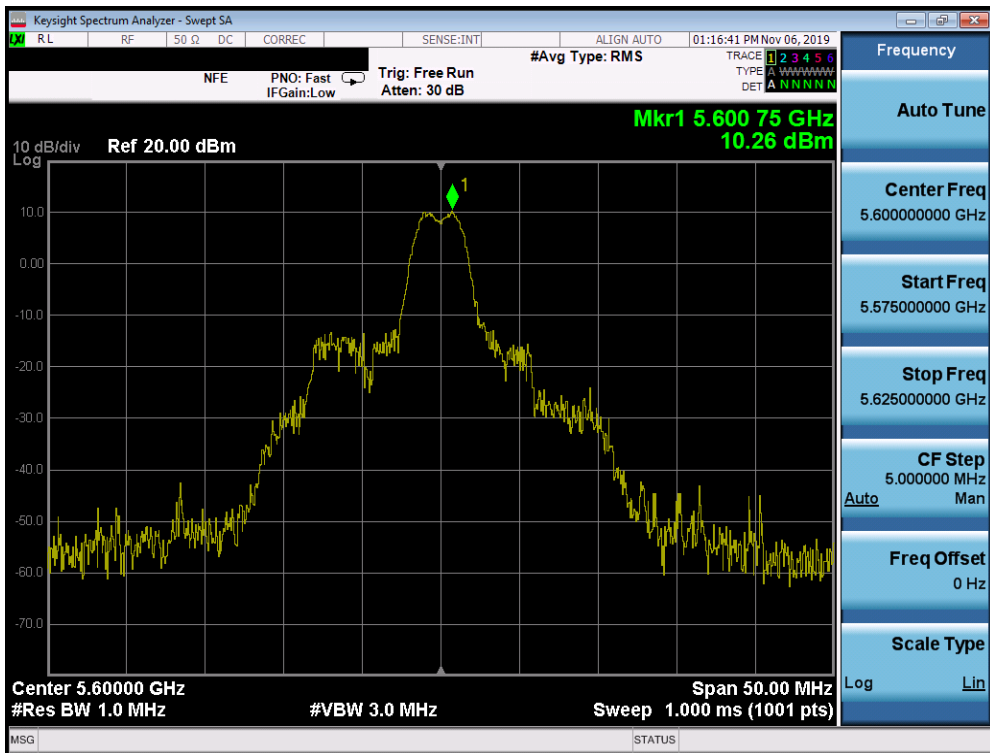 Keysight Spectrum Analyzer - Swept SA
LXI RL RF 50 Ω DC CORREC SENSE:INT ALIGN AUTO 01:16:41 PM Nov 06, 2019
NFE PNO: Fast Trig: Free Run #Avg Type: RMS TRACE 1 2 3 4 5 6
IFGain:Low Atten: 30 dB TYPE A WWWWW
DET A N N N N N
Mkr1 5.600 75 GHz
10.26 dBm
10 dB/div Ref 20.00 dBm
Log
1
10.0
0.00
-10.0
-20.0
-30.0
-40.0
-50.0
-60.0
-70.0
Center 5.60000 GHz Span 50.00 MHz
#Res BW 1.0 MHz #VBW 3.0 MHz Sweep 1.000 ms (1001 pts)
MSG STATUS
Frequency
Auto Tune
Center Freq
5.600000000 GHz
Start Freq
5.575000000 GHz
Stop Freq
5.625000000 GHz
CF Step
5.000000 MHz
Auto Man
Freq Offset
0 Hz
Scale Type
Log Lin